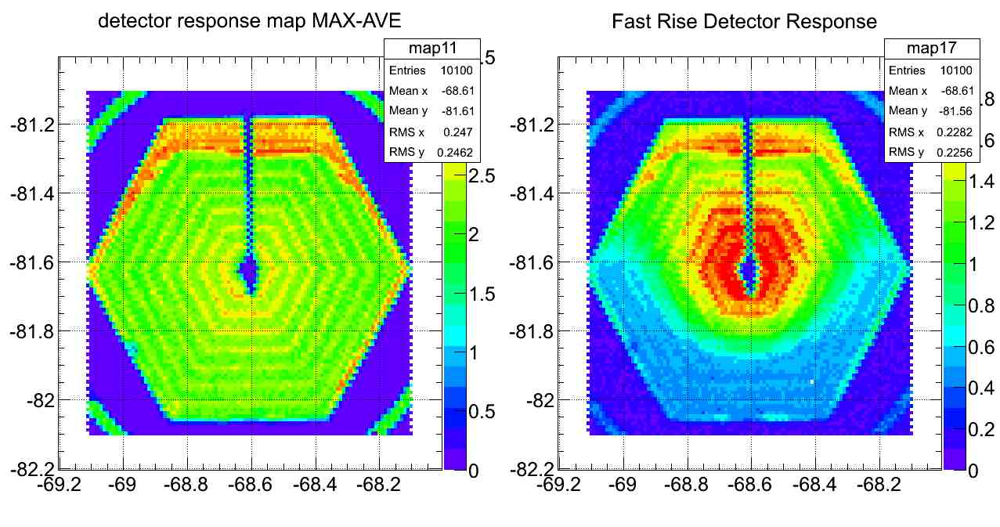 detector response map MAX-AVE
map11
Entries 10100
Mean x -68.61
Mean y -81.61
RMS x 0.247
RMS y 0.2462
.5
2.5
2
1.5
1
0.5
0
-81.2
-81.4
-81.6
-81.8
-82
-82.2
-69.2 -69 -68.8 -68.6 -68.4 -68.2
Fast Rise Detector Response
map17
Entries 10100
Mean x -68.61
Mean y -81.56
RMS x 0.2282
RMS y 0.2256
.8
.6
1.4
1.2
1
0.8
0.6
0.4
0.2
0
-81.2
-81.4
-81.6
-81.8
-82
-82.2
-69.2 -69 -68.8 -68.6 -68.4 -68.2